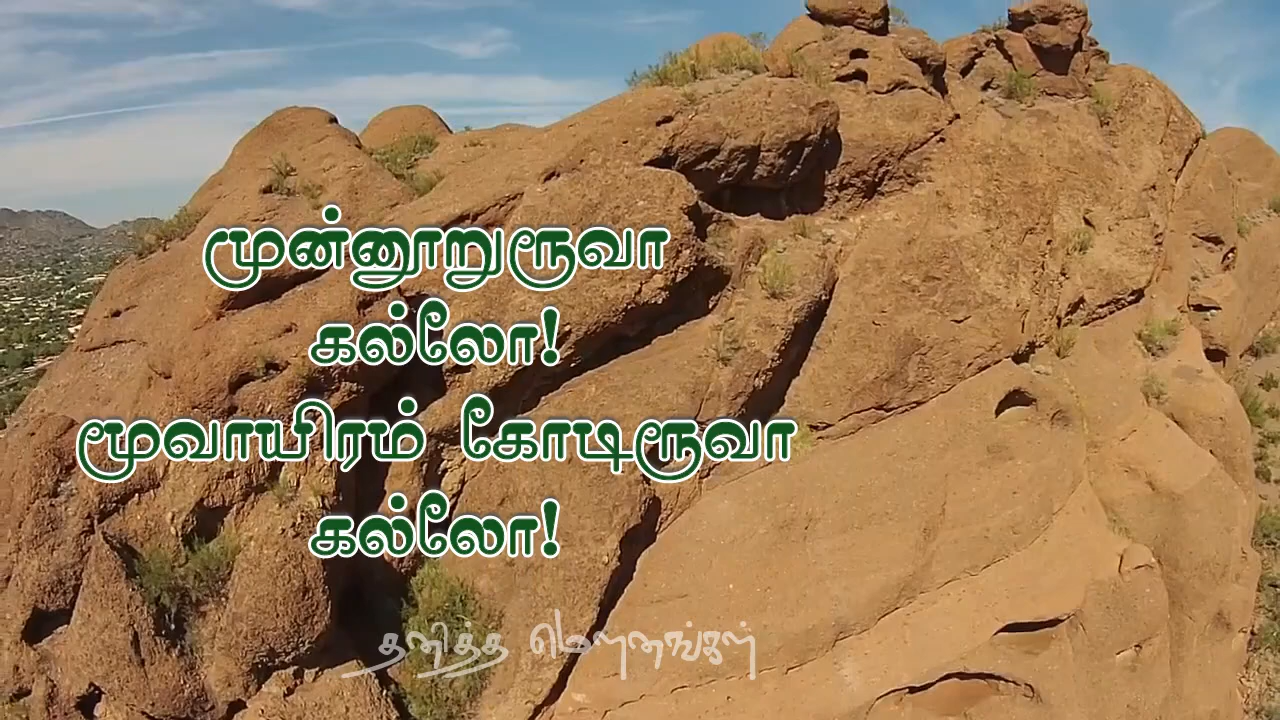 முன்னூறுரூவா
கல்லோ!
மூவாயிரம் கோடிரூவா
கல்லோ!
தனித்த மௌனங்கள்